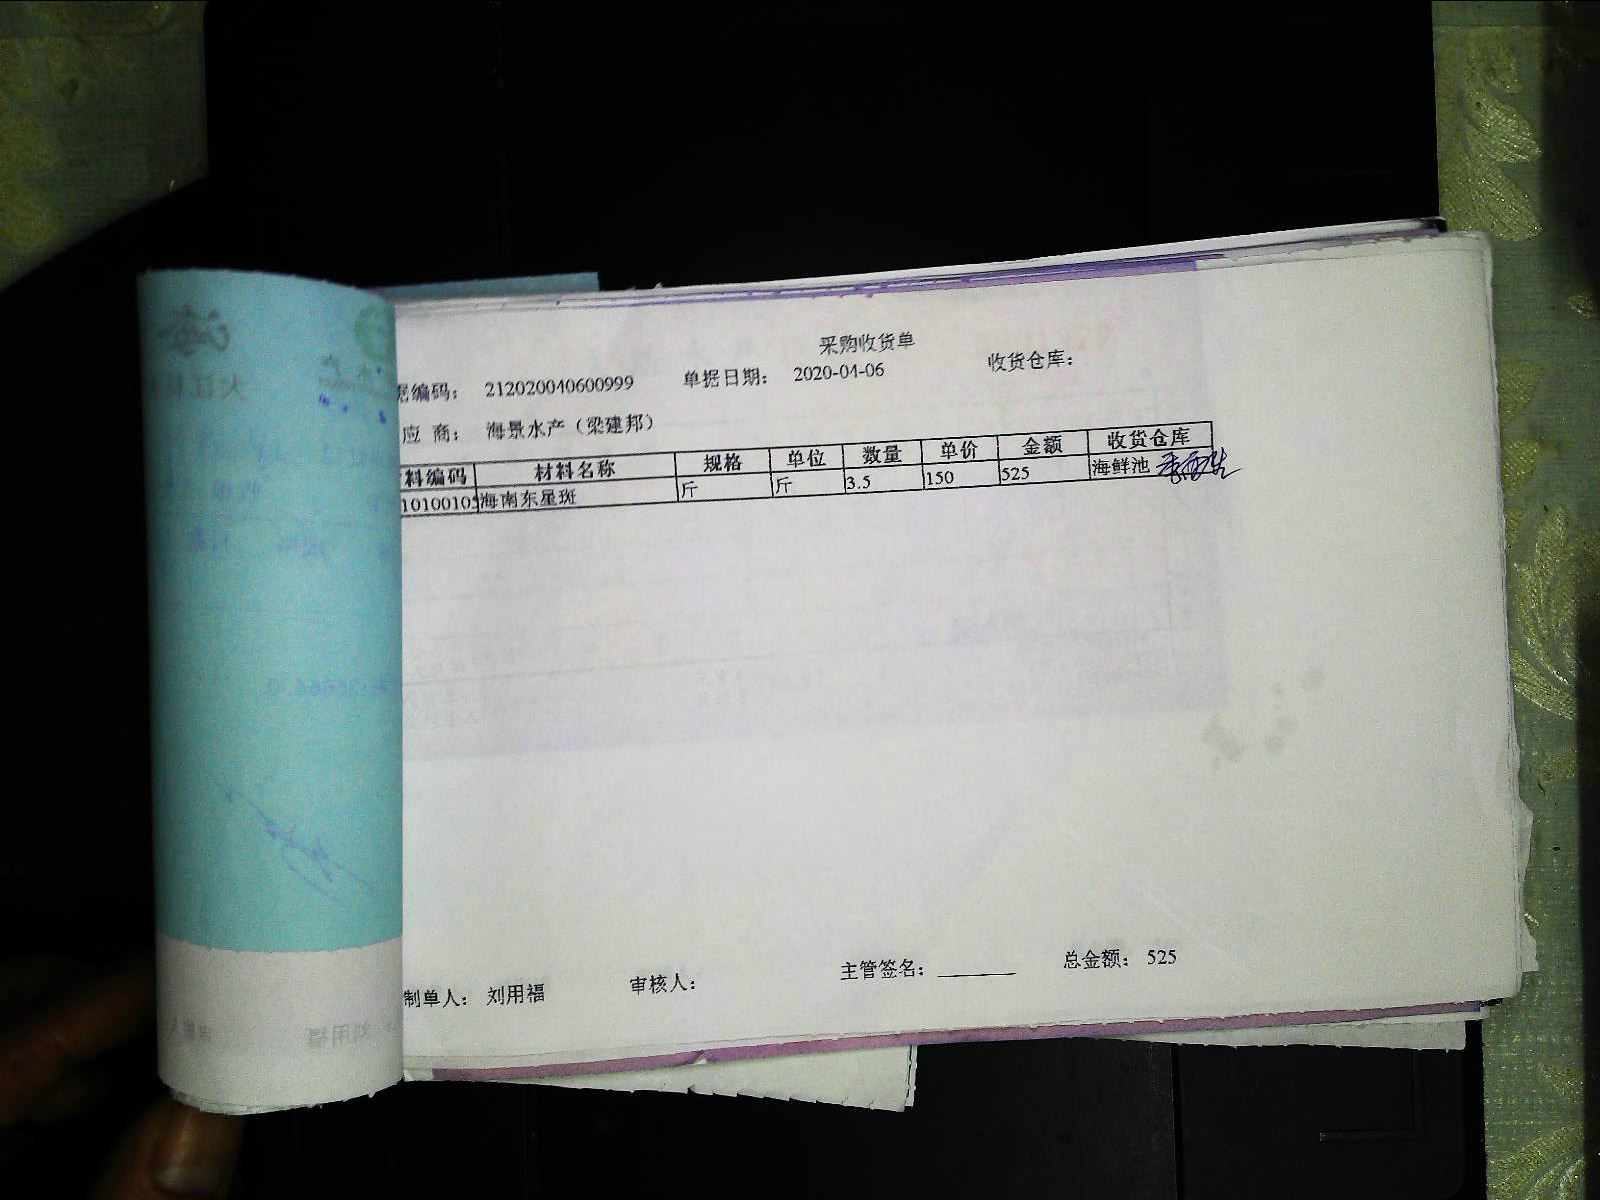 采购收货单
据编码： 212020040600999 单据日期： 2020-04-06 收货仓库：
应 商： 海景水产（梁建邦）
料编码 材料名称 规格 单位 数量 单价 金额 收货仓库
10100105 海南东星斑 斤 斤 3.5 150 525 海鲜池
制单人： 刘用福 审核人： 主管签名： 总金额： 525